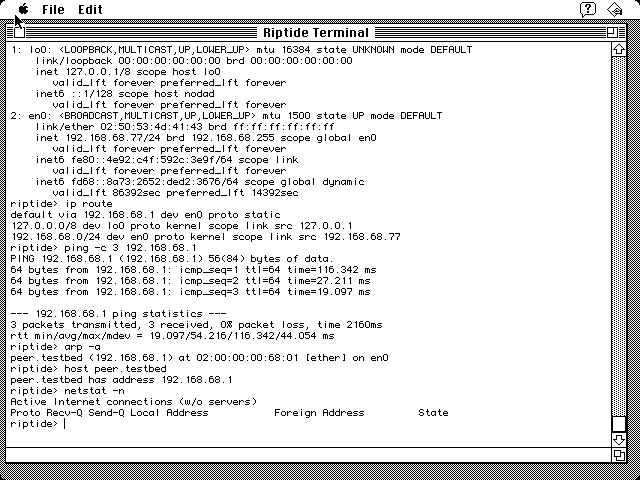 File Edit
Riptide Terminal
1: lo0: <LOOPBACK,MULTICAST,UP,LOWER_UP> mtu 16384 state UNKNOWN mode DEFAULT
link/loopback 00:00:00:00:00:00 brd 00:00:00:00:00:00
inet 127.0.0.1/8 scope host lo0
valid_lft forever preferred_lft forever
inet6 ::1/128 scope host nodad
valid_lft forever preferred_lft forever
2: en0: <BROADCAST,MULTICAST,UP,LOWER_UP> mtu 1500 state UP mode DEFAULT
link/ether 02:50:53:4d:41:43 brd ff:ff:ff:ff:ff:ff
inet 192.168.68.77/24 brd 192.168.68.255 scope global en0
valid_lft forever preferred_lft forever
inet6 fe80::4e92:c4f:592c:3e9f/64 scope link
valid_lft forever preferred_lft forever
inet6 fd68::8a73:2652:ded2:3676/64 scope global dynamic
valid_lft 86392sec preferred_lft 14392sec
riptide> ip route
default via 192.168.68.1 dev en0 proto static
127.0.0.0/8 dev lo0 proto kernel scope link src 127.0.0.1
192.168.68.0/24 dev en0 proto kernel scope link src 192.168.68.77
riptide> ping -c 3 192.168.68.1
PING 192.168.68.1 (192.168.68.1) 56(84) bytes of data.
64 bytes from 192.168.68.1: icmp_seq=1 ttl=64 time=116.342 ms
64 bytes from 192.168.68.1: icmp_seq=2 ttl=64 time=27.211 ms
64 bytes from 192.168.68.1: icmp_seq=3 ttl=64 time=19.097 ms
--- 192.168.68.1 ping statistics ---
3 packets transmitted, 3 received, 0% packet loss, time 2160ms
rtt min/avg/max/mdev = 19.097/54.216/116.342/44.054 ms
riptide> arp -a
peer.testbed (192.168.68.1) at 02:00:00:00:68:01 [ether] on en0
riptide> host peer.testbed
peer.testbed has address 192.168.68.1
riptide> netstat -n
Active Internet connections (w/o servers)
Proto Recv-Q Send-Q Local Address Foreign Address State
riptide>